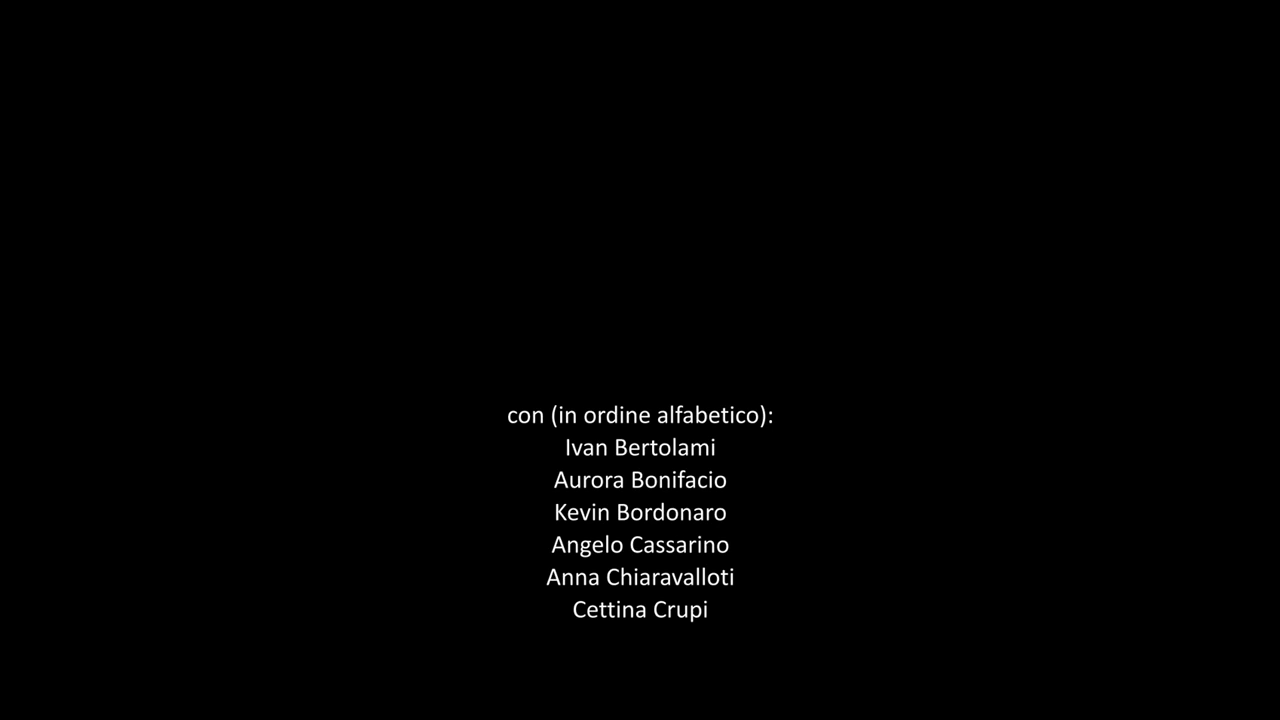 con (in ordine alfabetico):
Ivan Bertolami
Aurora Bonifacio
Kevin Bordonaro
Angelo Cassarino
Anna Chiaravalloti
Cettina Crupi